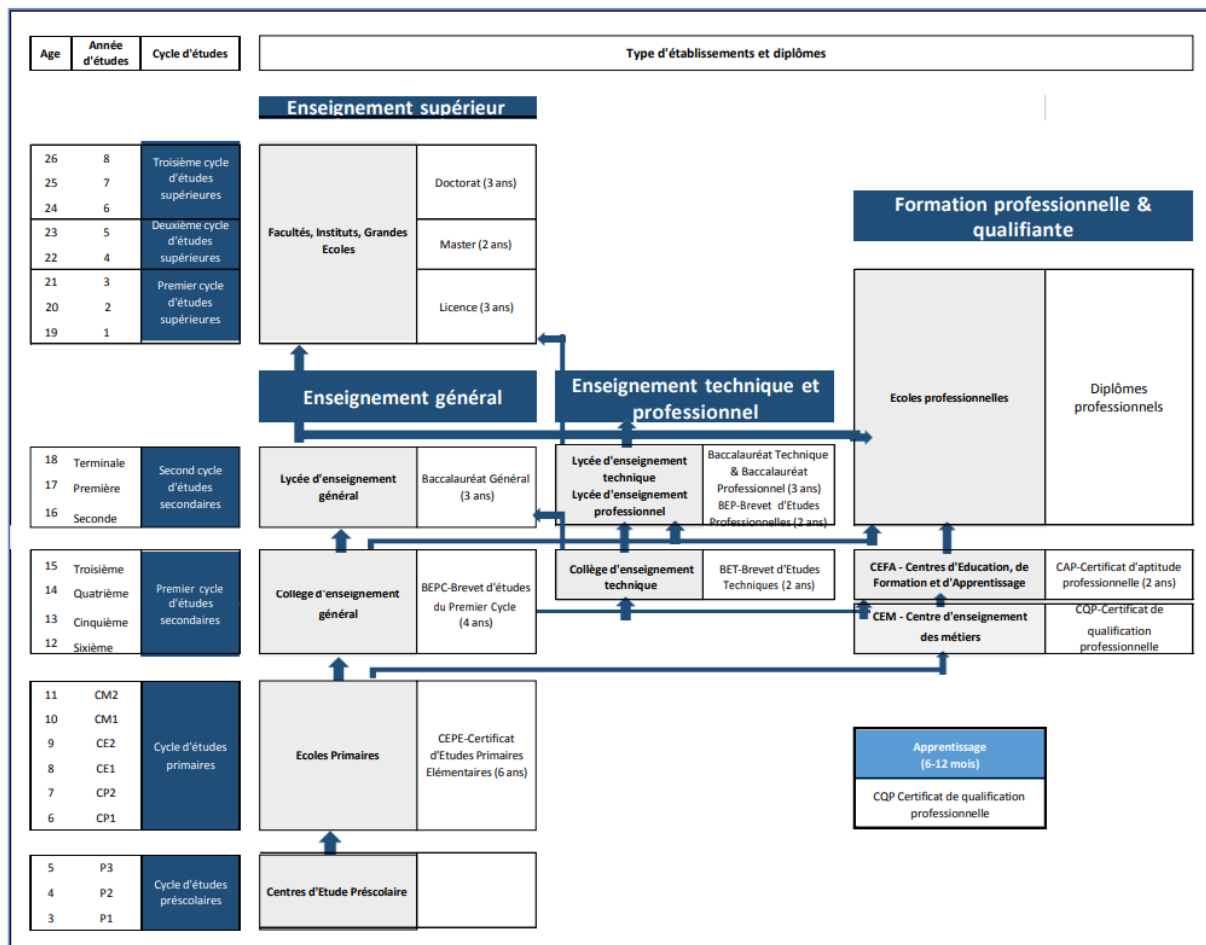 Age
Année
d'études
Cycle d'études
Type d'établissements et diplômes
Enseignement supérieur
26 8
25 7
24 6
Troisième cycle
d'études
supérieures
23 5
22 4
Deuxième cycle
d'études
supérieures
21 3
20 2
19 1
Premier cycle
d'études
supérieures
Facultés, Instituts, Grandes
Ecoles
Doctorat (3 ans)
Master (2 ans)
Licence (3 ans)
Formation professionnelle &
qualifiante
Ecoles professionnelles
Diplômes
professionnels
Enseignement général
Enseignement technique et
professionnel
18 Terminale
17 Première
16 Seconde
Second cycle
d'études
secondaires
Lycée d'enseignement
général
Baccalauréat Général
(3 ans)
Lycée d'enseignement
technique
Lycée d'enseignement
professionnel
Baccalauréat Technique
& Baccalauréat
Professionnel (3 ans)
BEP-Brevet d'Etudes
Professionnelles (2 ans)
15 Troisième
14 Quatrième
13 Cinquième
12 Sixième
Premier cycle
d'études
secondaires
Collège d'enseignement
général
BEPC-Brevet d'études
du Premier Cycle
(4 ans)
Collège d'enseignement
technique
BET-Brevet d'Etudes
Techniques (2 ans)
CEFA - Centres d'Education, de
Formation et d'Apprentissage
CAP-Certificat d'aptitude
professionnelle (2 ans)
CEM - Centre d'enseignement
des métiers
CQP-Certificat de
qualification
professionnelle
11 CM2
10 CM1
9 CE2
8 CE1
7 CP2
6 CP1
Cycle d'études
primaires
Ecoles Primaires
CEPE-Certificat
d'Etudes Primaires
Elémentaires (6 ans)
Apprentissage
(6-12 mois)
CQP Certificat de qualification
professionnelle
5 P3
4 P2
3 P1
Cycle d'études
préscolaires
Centres d'Etude Préscolaire